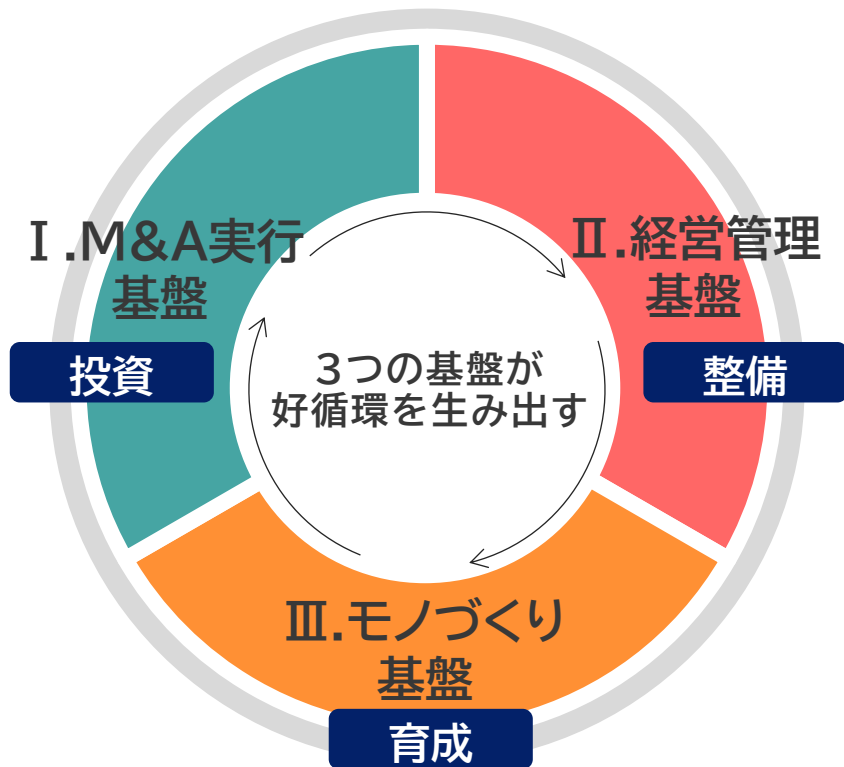 Ⅰ.M&A実行
基盤
投資
Ⅱ.経営管理
基盤
整備
3つの基盤が
好循環を生み出す
Ⅲ.モノづくり
基盤
育成